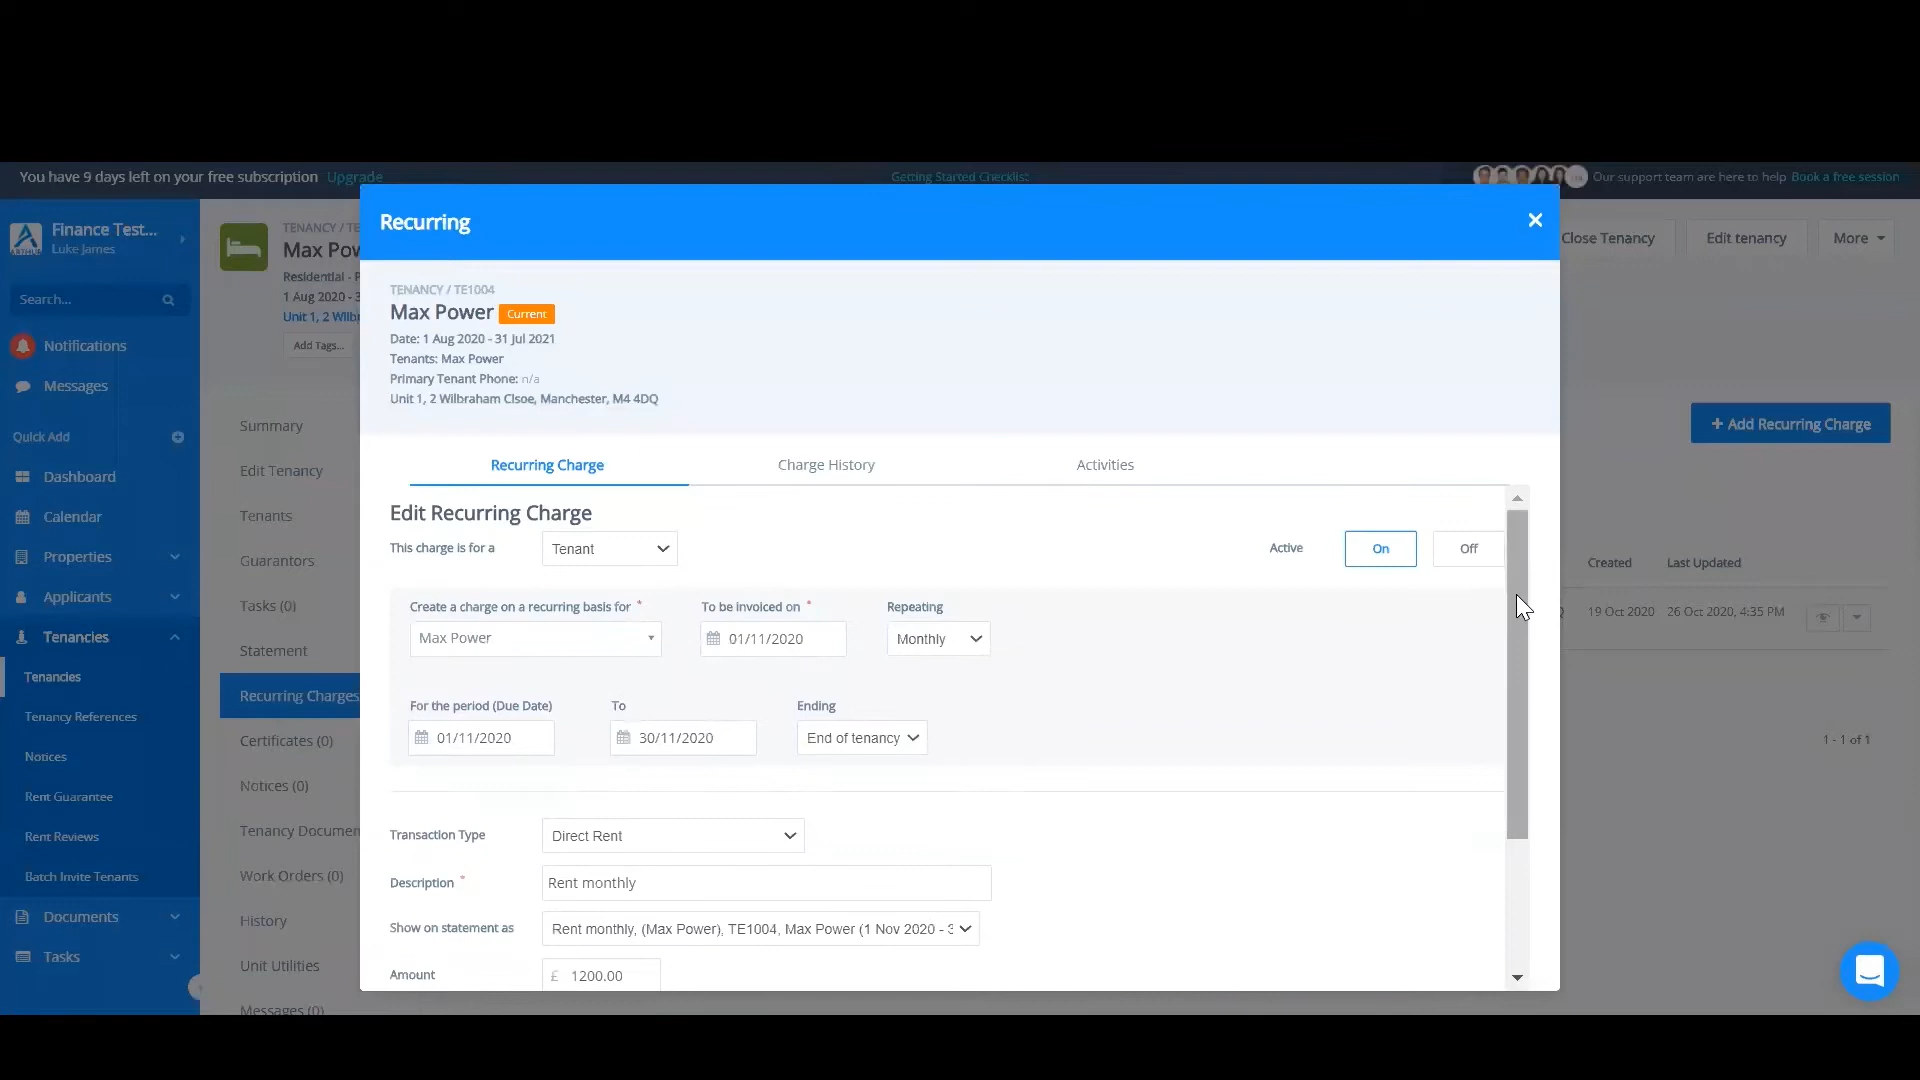 You have 9 days left on your free subscription Upgrade
Getting Started Checklist
Our support team are here to help Book a free session
Finance Test...
Luke James
ARTHUR
Search...
Notifications
Messages
Quick Add
Dashboard
Calendar
Properties
Applicants
Tenancies
Tenancies
Tenancy References
Notices
Rent Guarantee
Rent Reviews
Batch Invite Tenants
Documents
Tasks
TENANCY / TE
Max Pow
Residential - P
1 Aug 2020 - 3
Unit 1, 2 Wilb
Add Tags...
Summary
Edit Tenancy
Tenants
Guarantors
Tasks (0)
Statement
Recurring Charges
Certificates (0)
Notices (0)
Tenancy Documen
Work Orders (0)
History
Unit Utilities
Messages (0)
Recurring
TENANCY / TE1004
Max Power Current
Date: 1 Aug 2020 - 31 Jul 2021
Tenants: Max Power
Primary Tenant Phone: n/a
Unit 1, 2 Wilbraham Clsoe, Manchester, M4 4DQ
Recurring Charge Charge History Activities
Edit Recurring Charge
This charge is for a Tenant Active On Off
Create a charge on a recurring basis for * To be invoiced on * Repeating
Max Power 01/11/2020 Monthly
For the period (Due Date) To Ending
01/11/2020 30/11/2020 End of tenancy
Transaction Type Direct Rent
Description * Rent monthly
Show on statement as Rent monthly, (Max Power), TE1004, Max Power (1 Nov 2020 - 3
Amount £ 1200.00
Close Tenancy Edit tenancy More
+ Add Recurring Charge
Created Last Updated
19 Oct 2020 26 Oct 2020, 4:35 PM
1 - 1 of 1